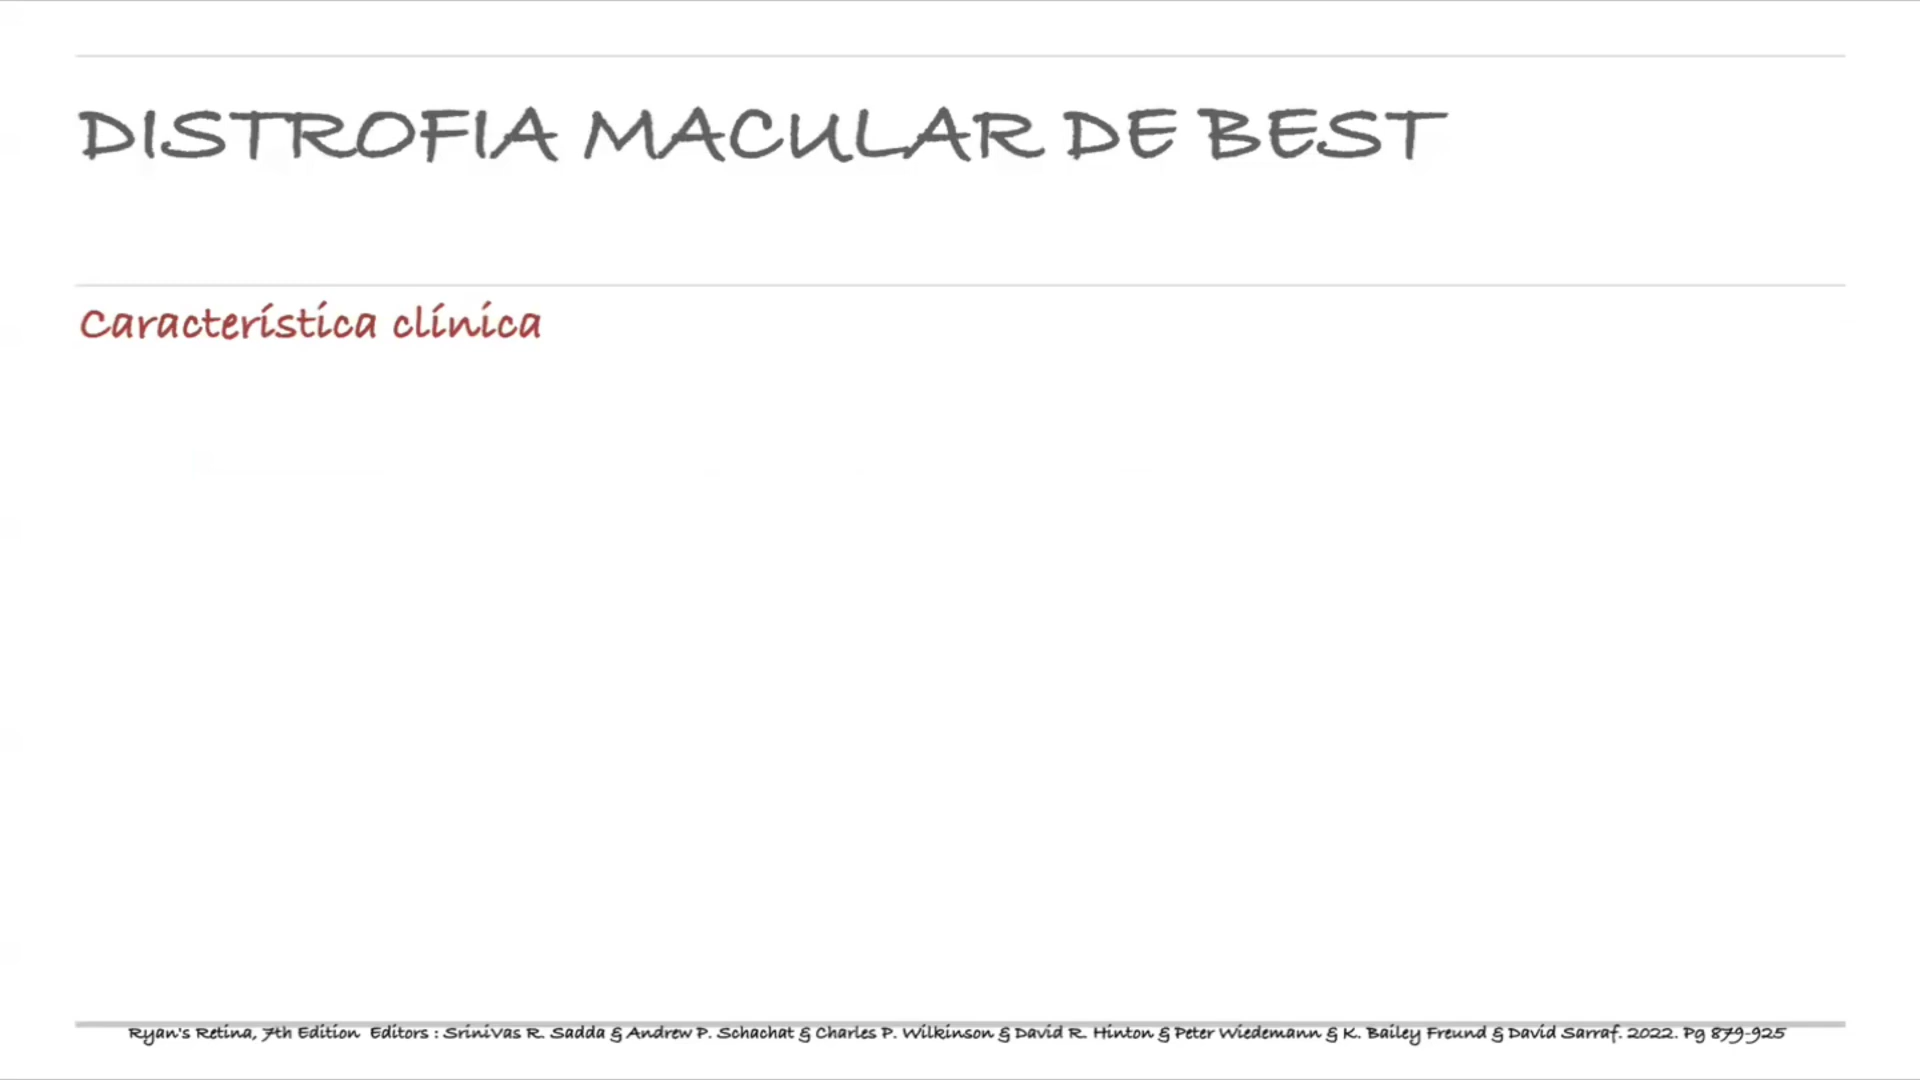 DISTROFIA MACULAR DE BEST
Característica clínica
Ryan's Retina, 7th Edition Editors : SriniVas R. Sadda & Andrew P. Schachat & Charles P. Wilkinson & David R. Hinton & Peter Wiedemann & K. Bailey Freund & David Sarraf. 2022. Pg 879-925